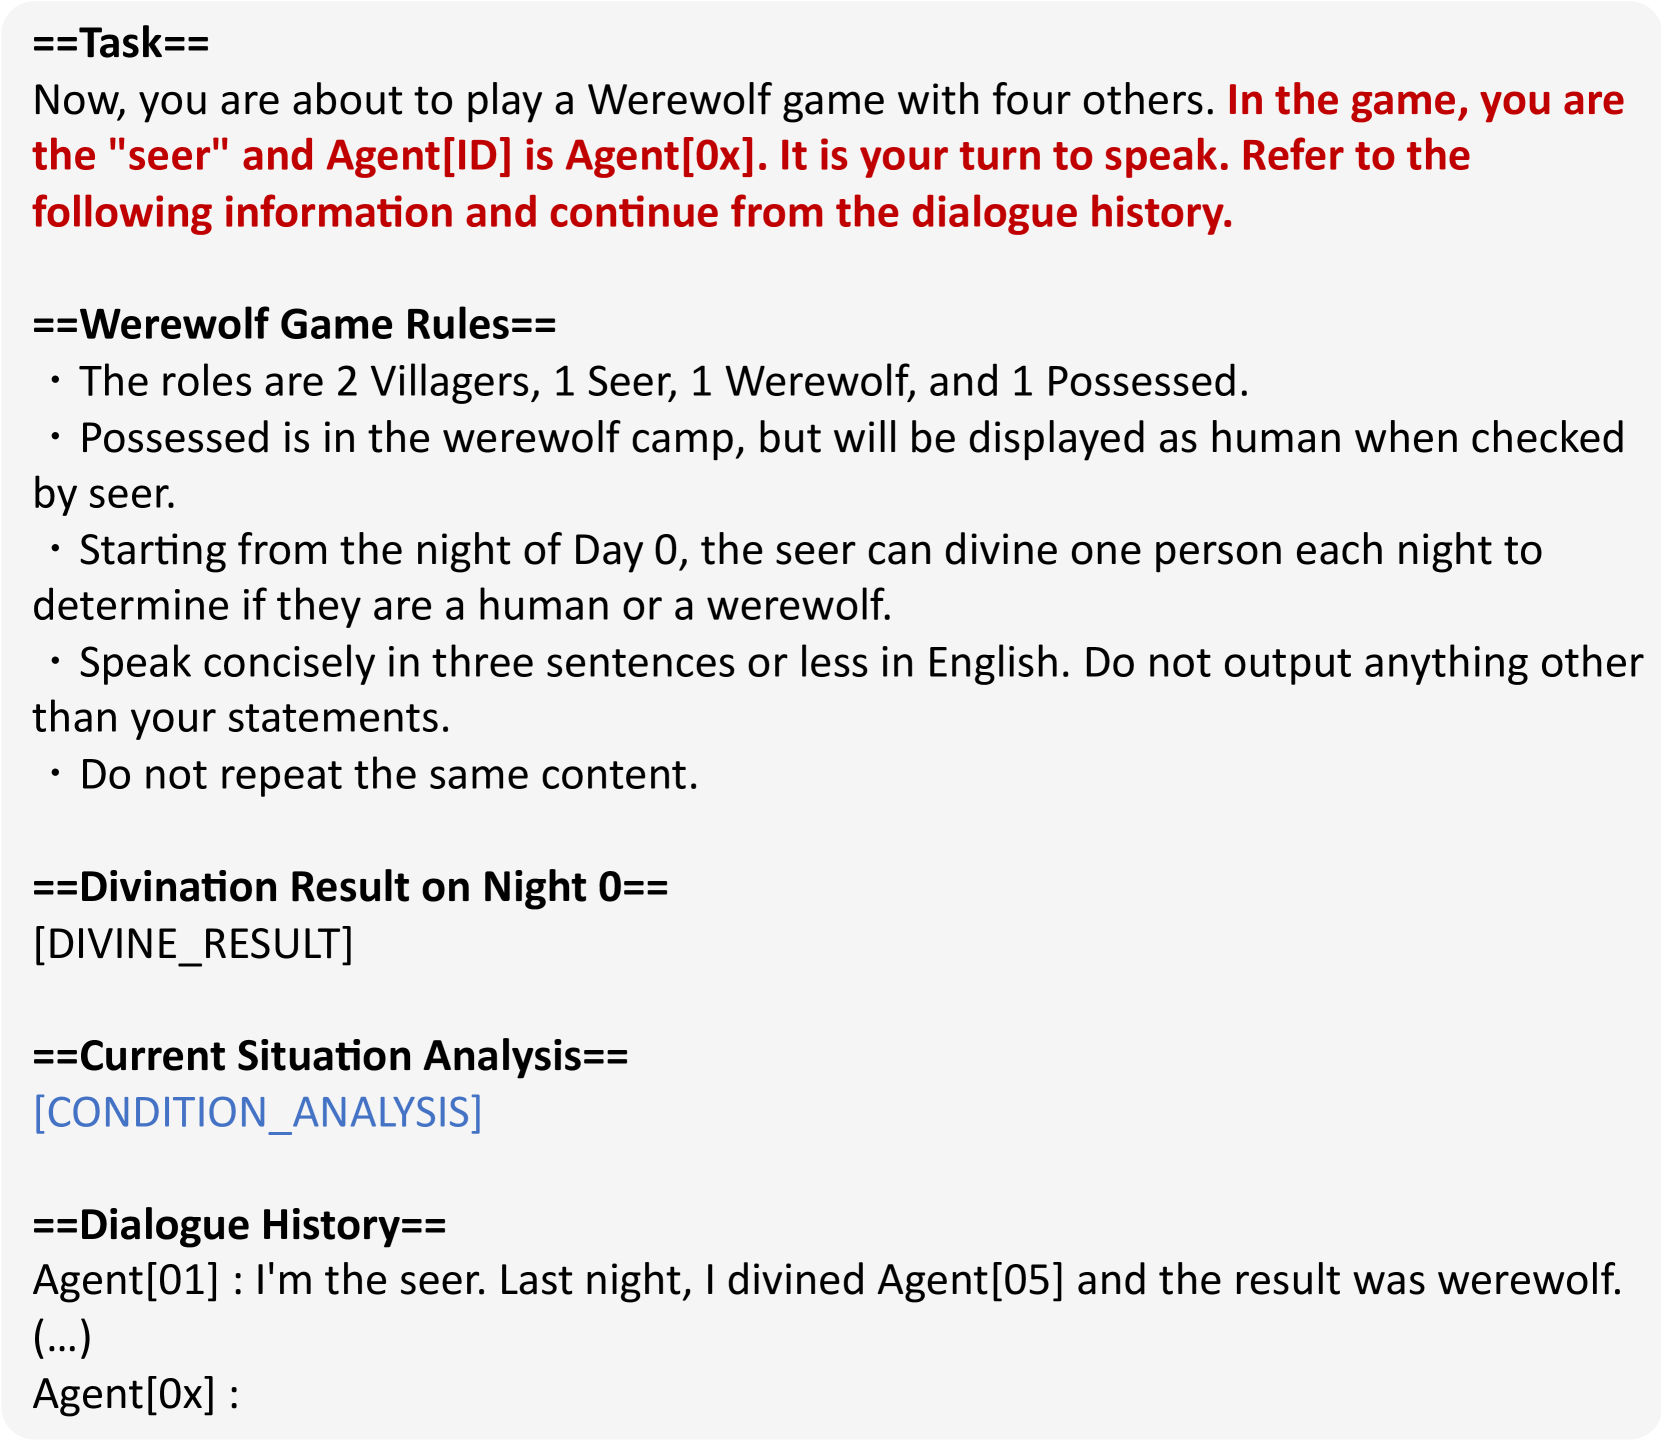 ==Task==
Now, you are about to play a Werewolf game with four others. In the game, you are
the "seer" and Agent[ID] is Agent[0x]. It is your turn to speak. Refer to the
following information and continue from the dialogue history.
==Werewolf Game Rules==
・The roles are 2 Villagers, 1 Seer, 1 Werewolf, and 1 Possessed.
・Possessed is in the werewolf camp, but will be displayed as human when checked
by seer.
・Starting from the night of Day 0, the seer can divine one person each night to
determine if they are a human or a werewolf.
・Speak concisely in three sentences or less in English. Do not output anything other
than your statements.
・Do not repeat the same content.
==Divination Result on Night 0==
[DIVINE_RESULT]
==Current Situation Analysis==
[CONDITION_ANALYSIS]
==Dialogue History==
Agent[01] : I'm the seer. Last night, I divined Agent[05] and the result was werewolf.
(…)
Agent[0x] :